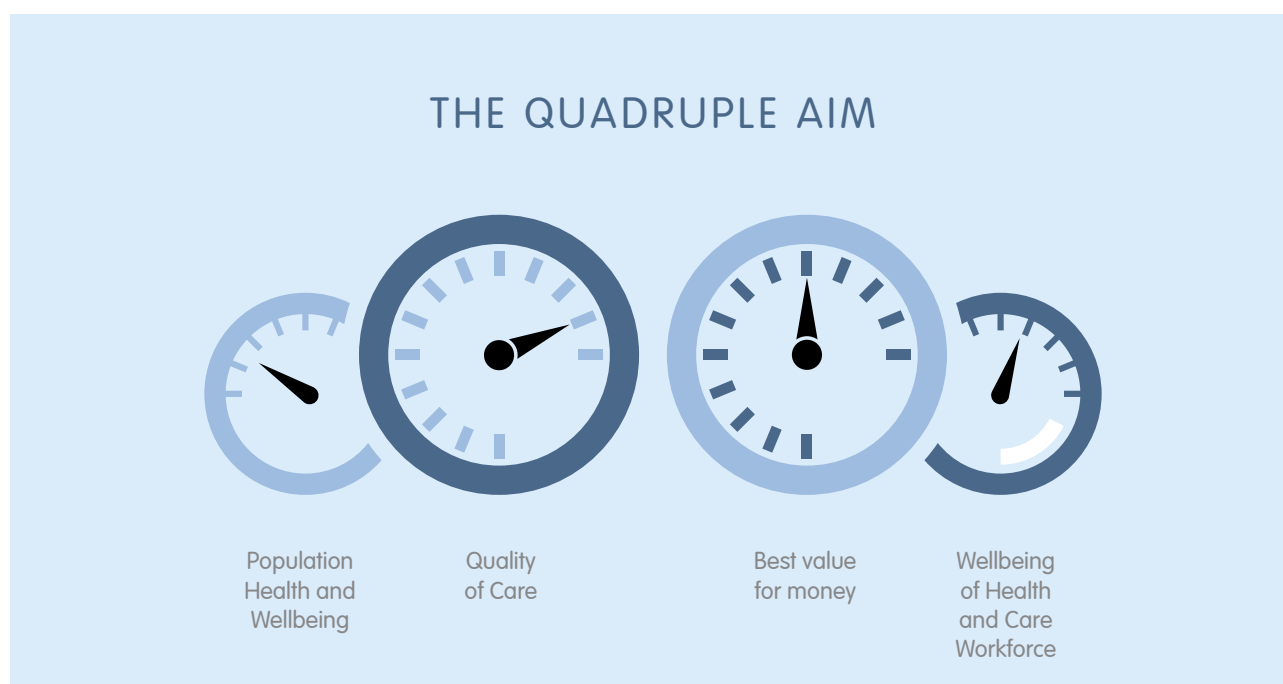 THE QUADRUPLE AIM
Population
Health and
Wellbeing
Quality
of Care
Best value
for money
Wellbeing
of Health
and Care
Workforce